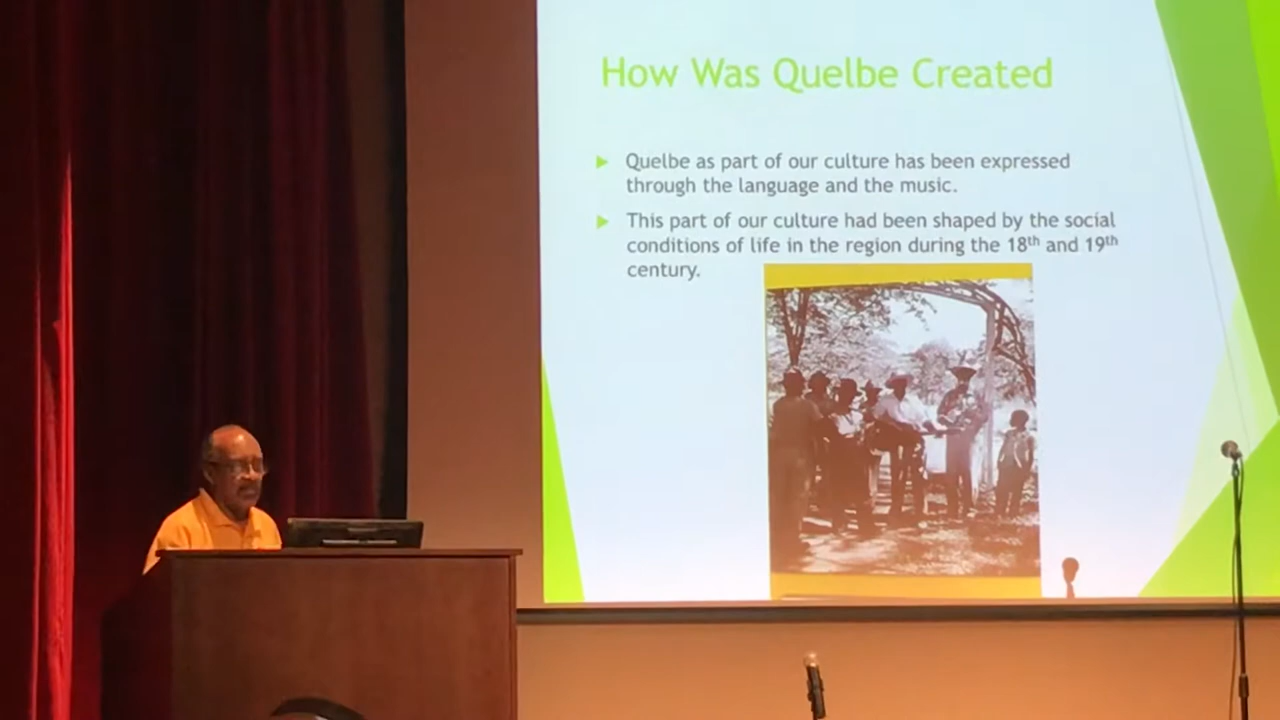 How Was Quelbe Created
Quelbe as part of our culture has been expressed
through the language and the music.
This part of our culture had been shaped by the social
conditions of life in the region during the 18th and 19th
century.